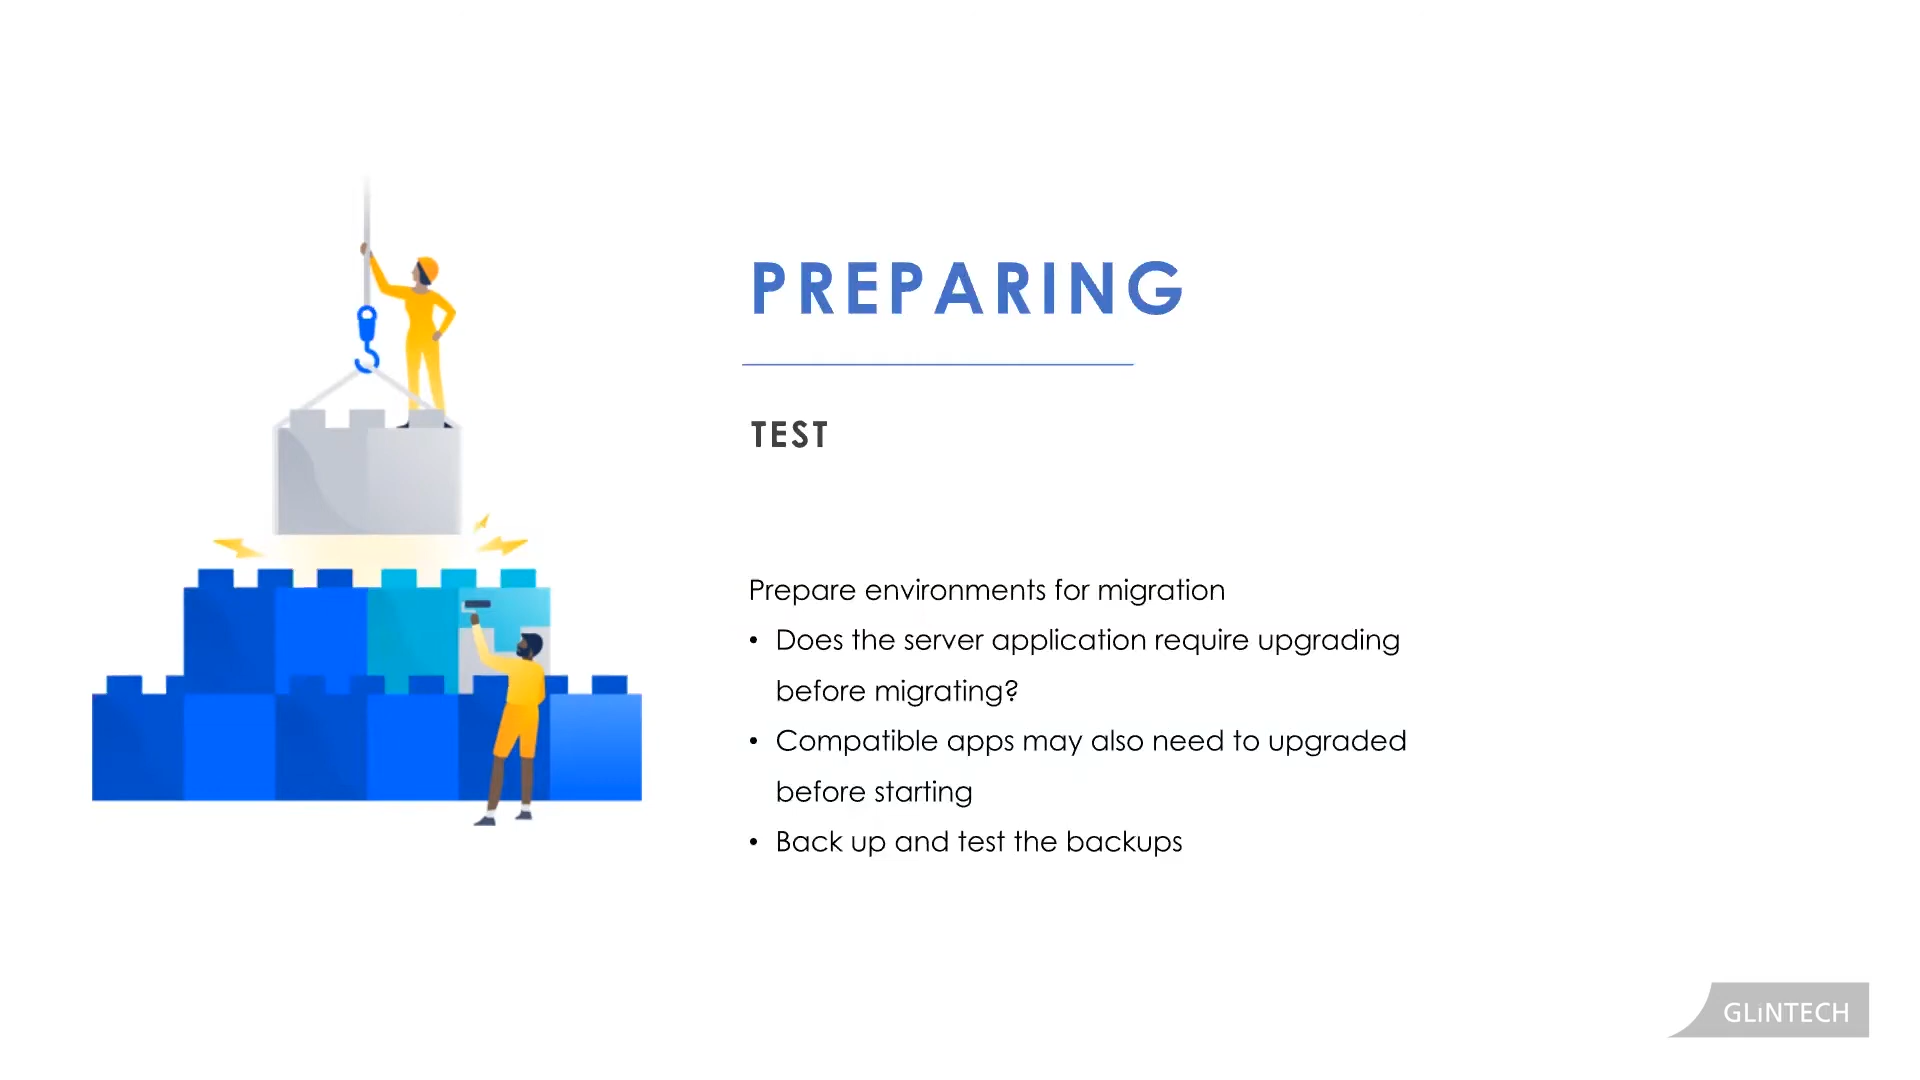 PREPARING
TEST
Prepare environments for migration
• Does the server application require upgrading
before migrating?
• Compatible apps may also need to upgraded
before starting
• Back up and test the backups
GLiNTECH